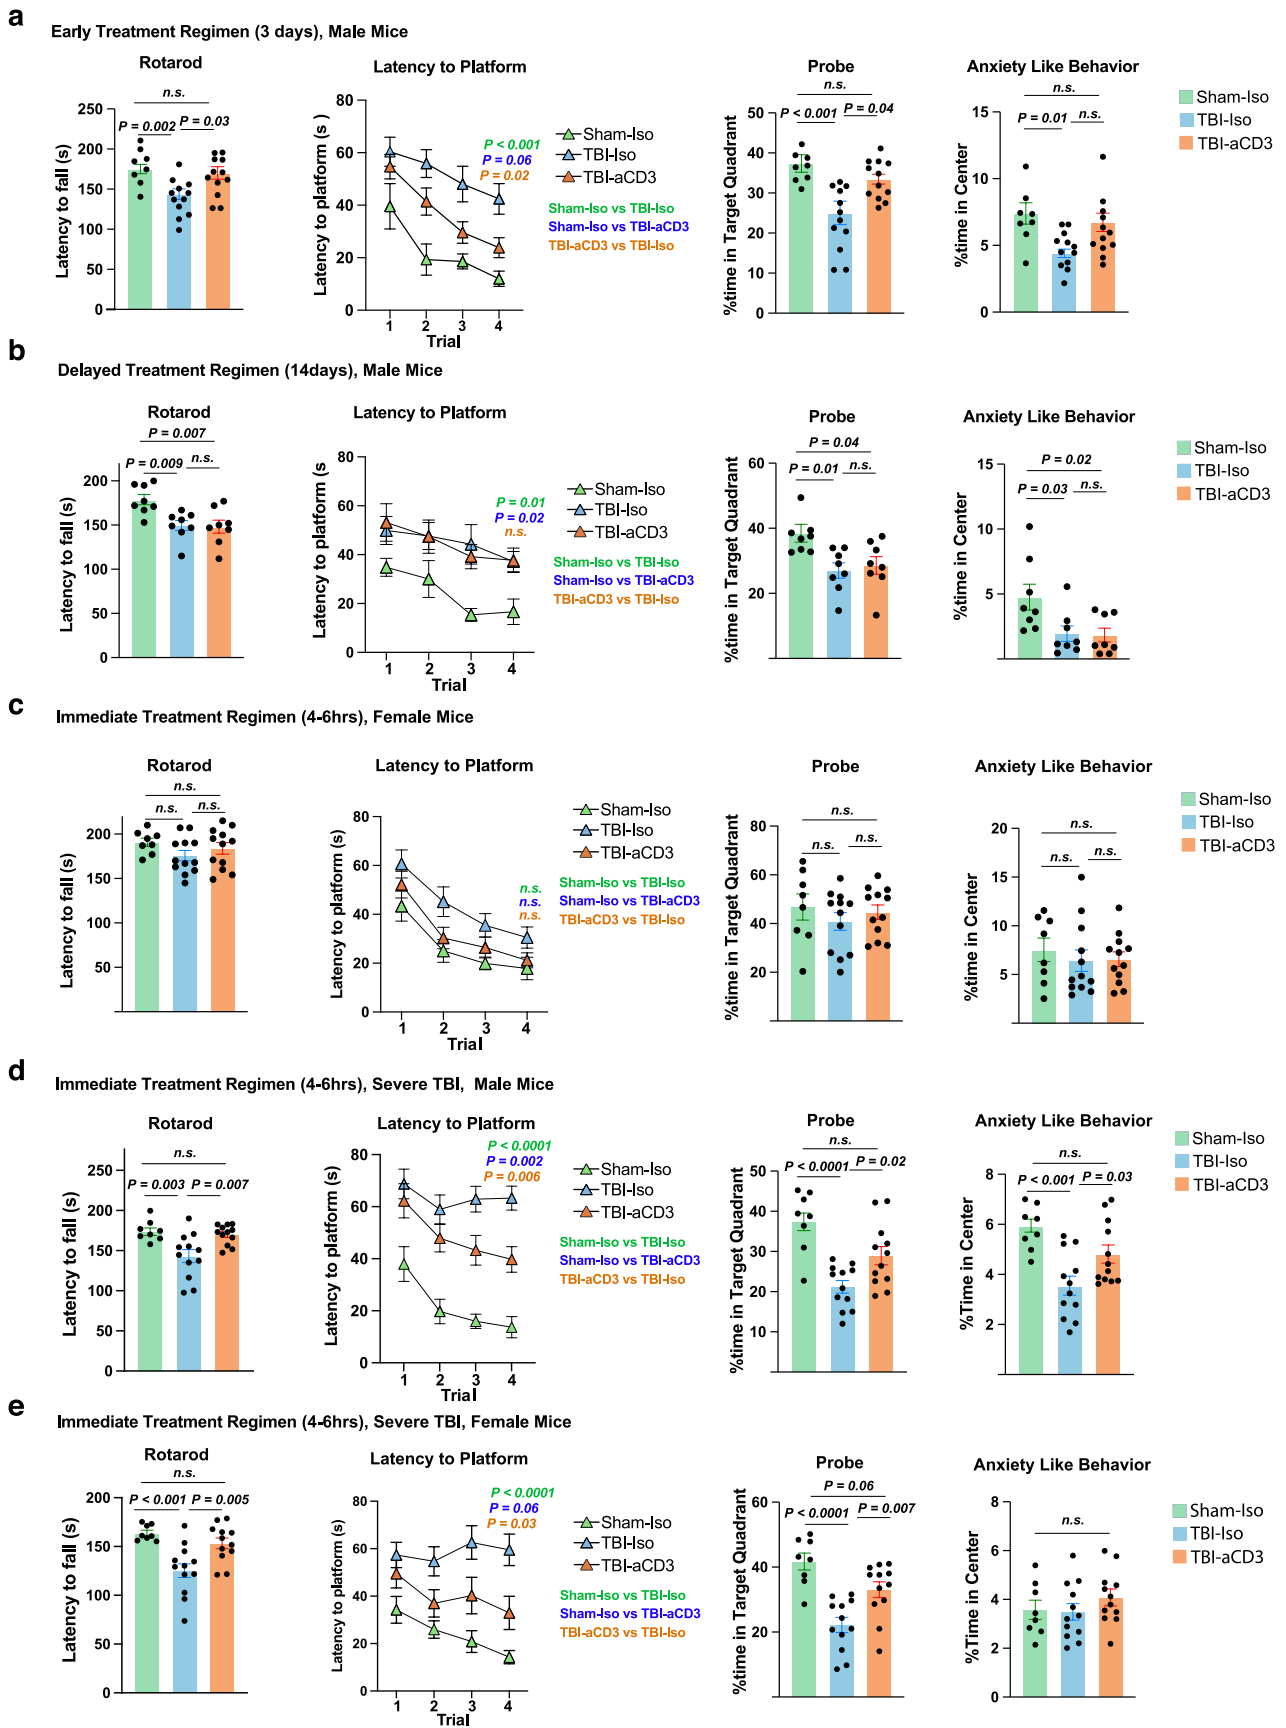 a
Early Treatment Regimen (3 days), Male Mice
Rotarod
Latency to fall (s)
250
200
150
100
50
0
n.s.
P = 0.002
P = 0.03
Latency to Platform
Latency to platform (s )
80
60
40
20
0
1 2 3 4
Trial
P < 0.001
P = 0.06
P = 0.02
Sham-Iso
TBI-Iso
TBI-aCD3
Sham-Iso vs TBI-Iso
Sham-Iso vs TBI-aCD3
TBI-aCD3 vs TBI-Iso
Probe
%time in Target Quadrant
50
40
30
20
10
0
n.s.
P < 0.001
P = 0.04
Anxiety Like Behavior
%time in Center
15
10
5
0
n.s.
P = 0.01
n.s.
Sham-Iso
TBI-Iso
TBI-aCD3
b
Delayed Treatment Regimen (14days), Male Mice
Rotarod
Latency to fall (s)
200
150
100
50
0
P = 0.007
P = 0.009
n.s.
Latency to Platform
Latency to platform (s
80
60
40
20
0
1 2 3 4
Trial
P = 0.01
P = 0.02
n.s.
Sham-Iso
TBI-Iso
TBI-aCD3
Sham-Iso vs TBI-Iso
Sham-Iso vs TBI-aCD3
TBI-aCD3 vs TBI-Iso
Probe
%time in Target Quadrant
60
40
20
0
P = 0.04
P = 0.01
n.s.
Anxiety Like Behavior
%time in Center
15
10
5
0
P = 0.02
P = 0.03
n.s.
Sham-Iso
TBI-Iso
TBI-aCD3
c
Immediate Treatment Regimen (4-6hrs), Female Mice
Rotarod
Latency to fall (s)
200
150
100
50
n.s.
n.s.
n.s.
Latency to Platform
Latency to platform (s)
80
60
40
20
0
1 2 3 4
Trial
n.s.
n.s.
n.s.
Sham-Iso
TBI-Iso
TBI-aCD3
Sham-Iso vs TBI-Iso
Sham-Iso vs TBI-aCD3
TBI-aCD3 vs TBI-Iso
Probe
%time in Target Quadrant
80
60
40
20
n.s.
n.s.
n.s.
Anxiety Like Behavior
%time in Center
20
15
10
5
0
n.s.
n.s.
n.s.
Sham-Iso
TBI-Iso
TBI-aCD3
d
Immediate Treatment Regimen (4-6hrs), Severe TBI, Male Mice
Rotarod
Latency to fall (s)
250
200
150
100
50
0
n.s.
P = 0.003
P = 0.007
Latency to Platform
Latency to platform (s)
80
60
40
20
0
1 2 3 4
Trial
P < 0.0001
P = 0.002
P = 0.006
Sham-Iso
TBI-Iso
TBI-aCD3
Sham-Iso vs TBI-Iso
Sham-Iso vs TBI-aCD3
TBI-aCD3 vs TBI-Iso
Probe
%time in Target Quadrant
50
40
30
20
10
n.s.
P < 0.0001
P = 0.02
Anxiety Like Behavior
%Time in Center
8
6
4
2
n.s.
P < 0.001
P = 0.03
Sham-Iso
TBI-Iso
TBI-aCD3
e
Immediate Treatment Regimen (4-6hrs), Severe TBI, Female Mice
Rotarod
Latency to fall (s)
200
150
100
50
0
n.s.
P < 0.001
P = 0.005
Latency to Platform
Latency to platform (s)
80
60
40
20
0
1 2 3 4
Trial
P < 0.0001
P = 0.06
P = 0.03
Sham-Iso
TBI-Iso
TBI-aCD3
Sham-Iso vs TBI-Iso
Sham-Iso vs TBI-aCD3
TBI-aCD3 vs TBI-Iso
Probe
%time in Target Quadrant
60
40
20
P = 0.06
P < 0.0001
P = 0.007
Anxiety Like Behavior
%Time in Center
8
6
4
2
0
n.s.
Sham-Iso
TBI-Iso
TBI-aCD3